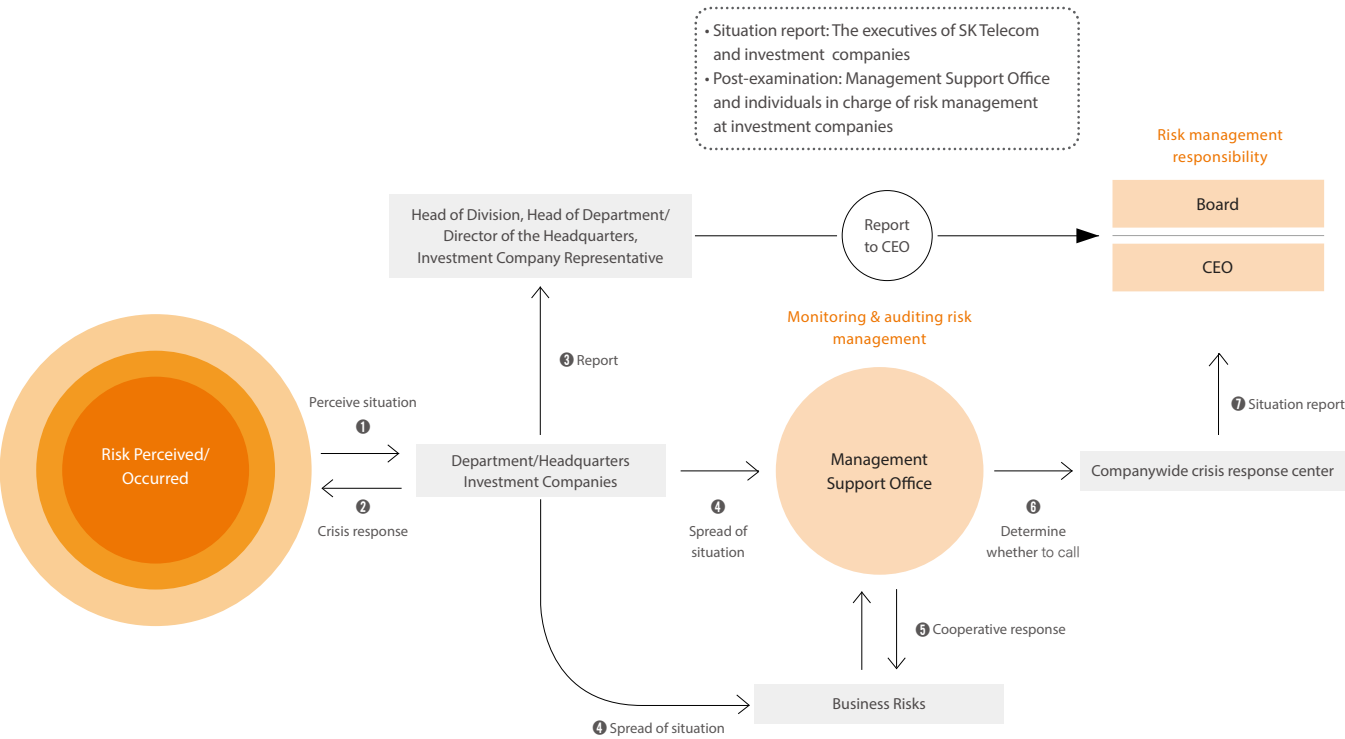 • Situation report: The executives of SK Telecom
and investment companies
• Post-examination: Management Support Office
and individuals in charge of risk management
at investment companies
Risk management
responsibility
Board
CEO
Head of Division, Head of Department/
Director of the Headquarters,
Investment Company Representative
Report
to CEO
Monitoring & auditing risk
management
❸ Report
Perceive situation
❶
Risk Perceived/
Occurred
❷
Crisis response
Department/Headquarters
Investment Companies
❹
Spread of
situation
Management
Support Office
❻
Determine
whether to call
Companywide crisis response center
❼ Situation report
❺ Cooperative response
Business Risks
❹ Spread of situation